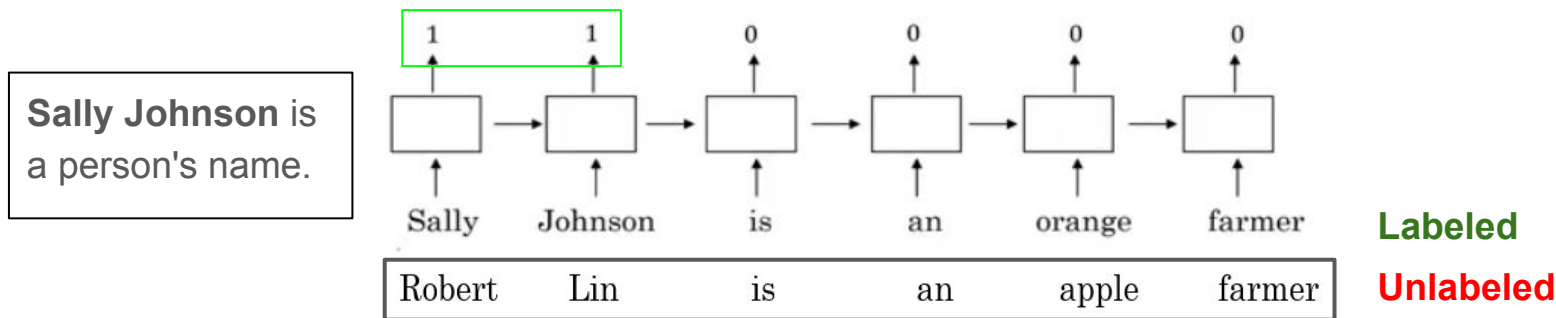 1 1 0 0 0 0
Sally Johnson is
a person's name.
Sally Johnson is an orange farmer
Labeled
Robert Lin is an apple farmer
Unlabeled